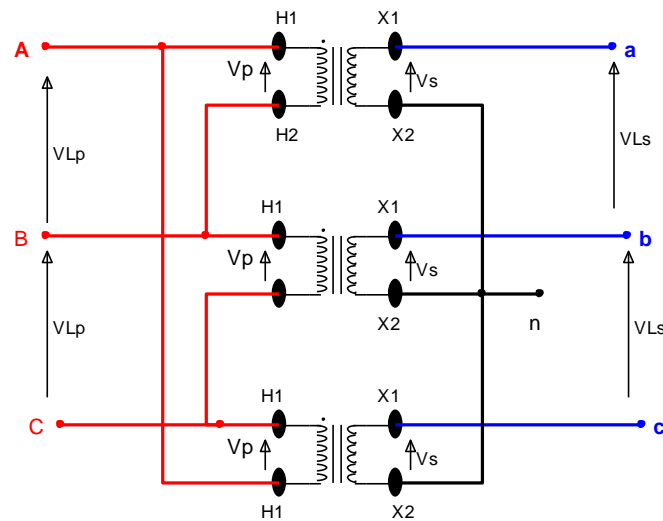 H1 X1
A a
Vp Vs
H2 X2
VLp VLs
H1 X1
B b
Vp Vs
X2 n
VLp VLs
H1 X1
C c
Vp Vs
H1 X2